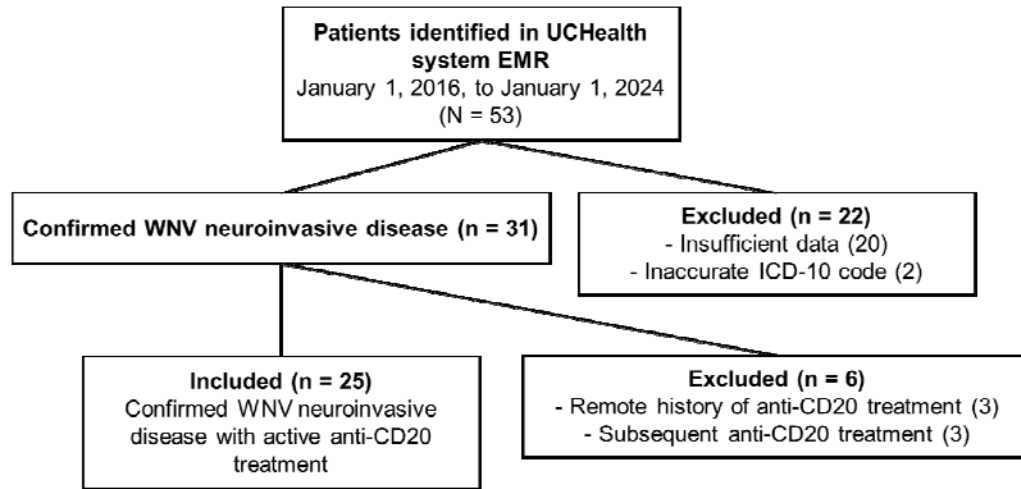 Patients identified in UCHealth
system EMR
January 1, 2016, to January 1, 2024
(N = 53)
Confirmed WNV neuroinvasive disease (n = 31)
Excluded (n = 22)
- Insufficient data (20)
- Inaccurate ICD-10 code (2)
Included (n = 25)
Confirmed WNV neuroinvasive
disease with active anti-CD20
treatment
Excluded (n = 6)
- Remote history of anti-CD20 treatment (3)
- Subsequent anti-CD20 treatment (3)